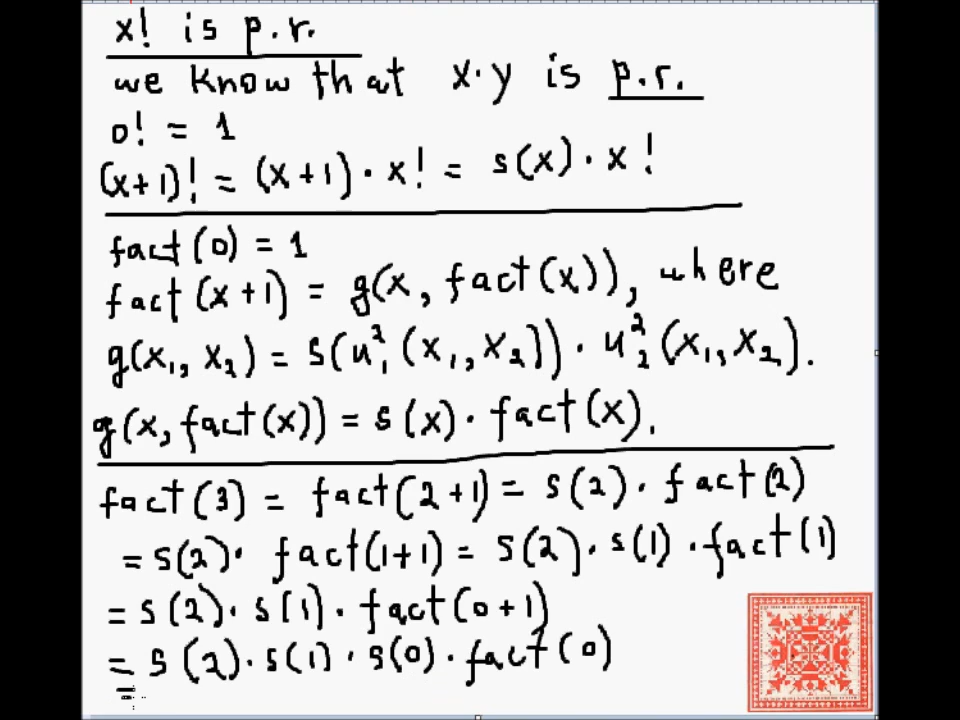 x! is p.r.
we know that x·y is p.r.
0! = 1
(x+1)! = (x+1)·x! = s(x)·x!
fact(0) = 1
fact(x+1) = g(x, fact(x)), where
g(x₁, x₂) = s(u²₁(x₁, x₂))·u²₂(x₁, x₂).
g(x, fact(x)) = s(x)·fact(x).
fact(3) = fact(2+1) = s(2)·fact(2)
= s(2)·fact(1+1) = s(2)·s(1)·fact(1)
= s(2)·s(1)·fact(0+1)
= s(2)·s(1)·s(0)·fact(0)
=